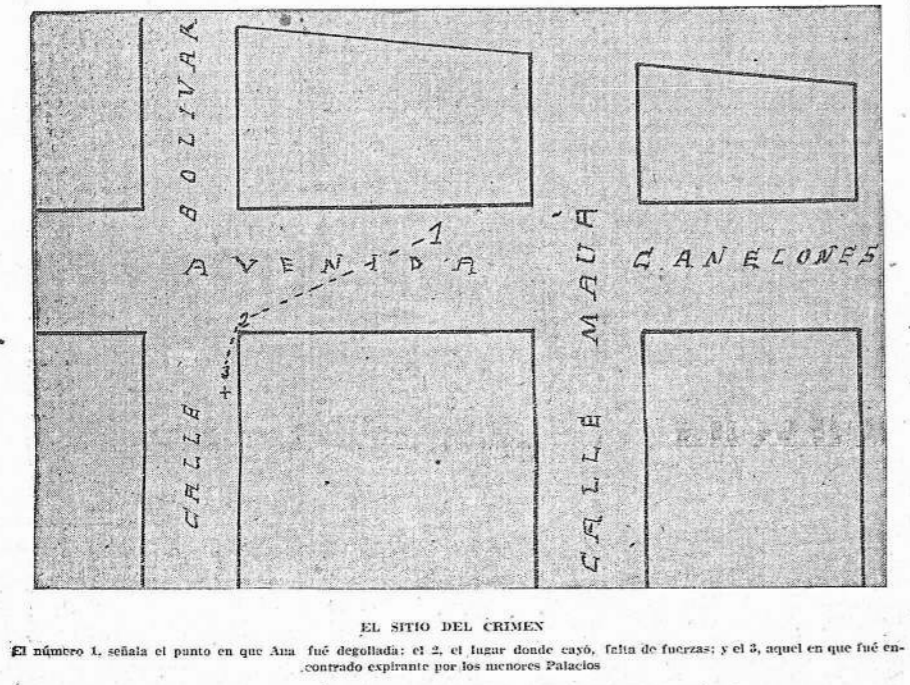 CALLE BOLIVAR
1
AVENIDA CANELONES
2
3
+
CALLE MAUA
EL SITIO DEL CRIMEN
El número 1, señala el punto en que Ana fué degollada; el 2, el lugar donde cayó, falta de fuerzas; y el 3, aquel en que fué en-
contrado expirante por los menores Palacios